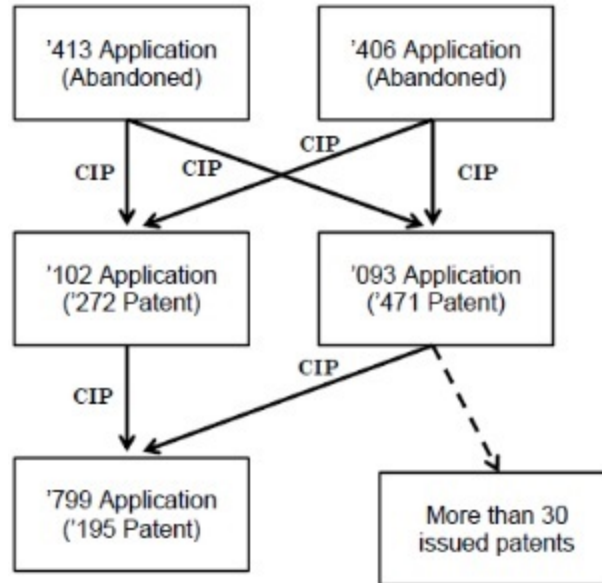 '413 Application
(Abandoned)
'406 Application
(Abandoned)
CIP
CIP
CIP
CIP
'102 Application
('272 Patent)
'093 Application
('471 Patent)
CIP
CIP
'799 Application
('195 Patent)
More than 30
issued patents